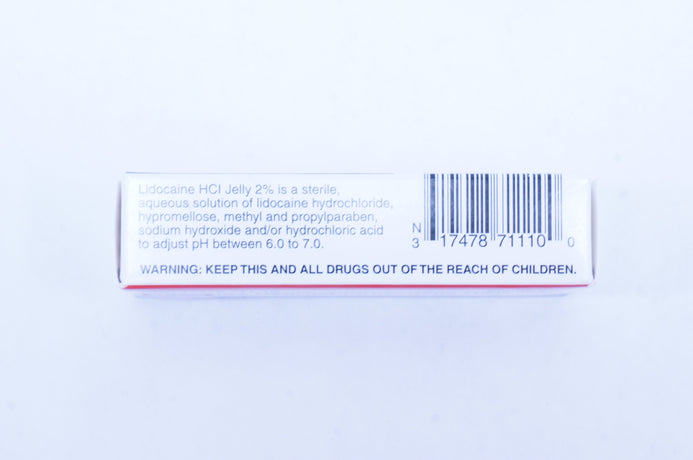 Lidocaine HCl Jelly 2% is a sterile,
aqueous solution of lidocaine hydrochloride,
hypromellose, methyl and propylparaben,
sodium hydroxide and/or hydrochloric acid
to adjust pH between 6.0 to 7.0.
N
3 17478 71110 0
WARNING: KEEP THIS AND ALL DRUGS OUT OF THE REACH OF CHILDREN.